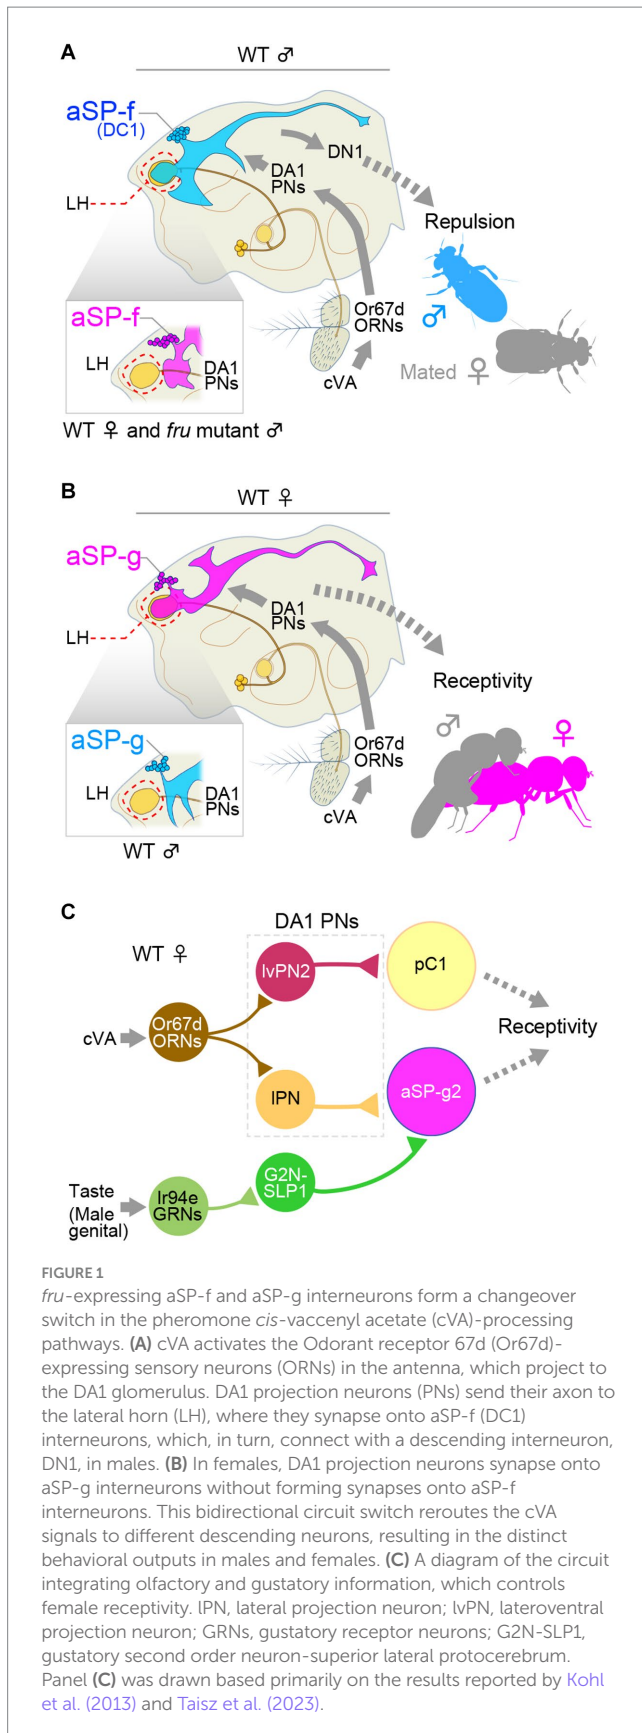 A
WT ♂
aSP-f
(DC1)
DN1
DA1
PNs
LH
Repulsion
♂
aSP-f
LH
DA1
PNs
Or67d
ORNs
cVA
Mated ♀
WT ♀ and fru mutant ♂
B
WT ♀
aSP-g
DA1
PNs
LH
Receptivity
♂
♀
aSP-g
LH
DA1
PNs
Or67d
ORNs
cVA
WT ♂
C
DA1 PNs
WT ♀
lvPN2
pC1
cVA
Or67d
ORNs
Receptivity
lPN
aSP-g2
G2N-
SLP1
Taste
(Male
genital)
Ir94e
GRNs
FIGURE 1
fru-expressing aSP-f and aSP-g interneurons form a changeover
switch in the pheromone cis-vaccenyl acetate (cVA)-processing
pathways. (A) cVA activates the Odorant receptor 67d (Or67d)-
expressing sensory neurons (ORNs) in the antenna, which project to
the DA1 glomerulus. DA1 projection neurons (PNs) send their axon to
the lateral horn (LH), where they synapse onto aSP-f (DC1)
interneurons, which, in turn, connect with a descending interneuron,
DN1, in males. (B) In females, DA1 projection neurons synapse onto
aSP-g interneurons without forming synapses onto aSP-f
interneurons. This bidirectional circuit switch reroutes the cVA
signals to different descending neurons, resulting in the distinct
behavioral outputs in males and females. (C) A diagram of the circuit
integrating olfactory and gustatory information, which controls
female receptivity. lPN, lateral projection neuron; lvPN, lateroventral
projection neuron; GRNs, gustatory receptor neurons; G2N-SLP1,
gustatory second order neuron-superior lateral protocerebrum.
Panel (C) was drawn based primarily on the results reported by Kohl
et al. (2013) and Taisz et al. (2023).